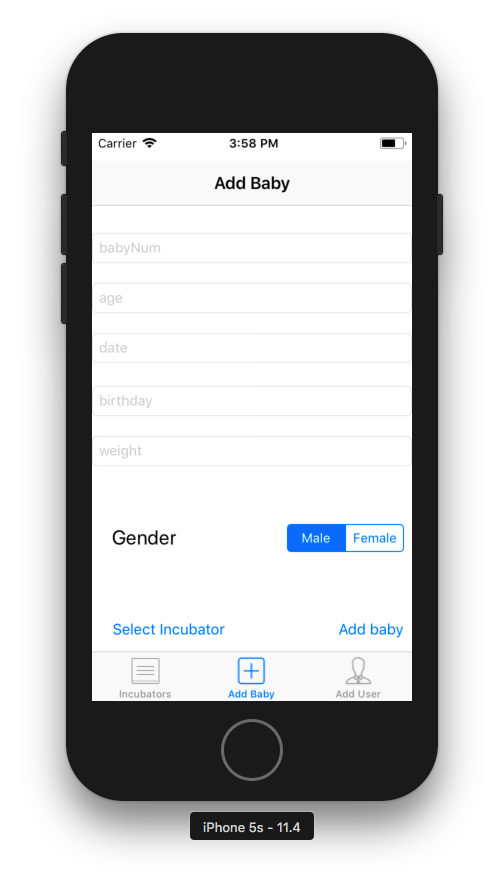 Carrier 3:58 PM
Add Baby
babyNum
age
date
birthday
weight
Gender Male Female
Select Incubator Add baby
Incubators Add Baby Add User
iPhone 5s - 11.4